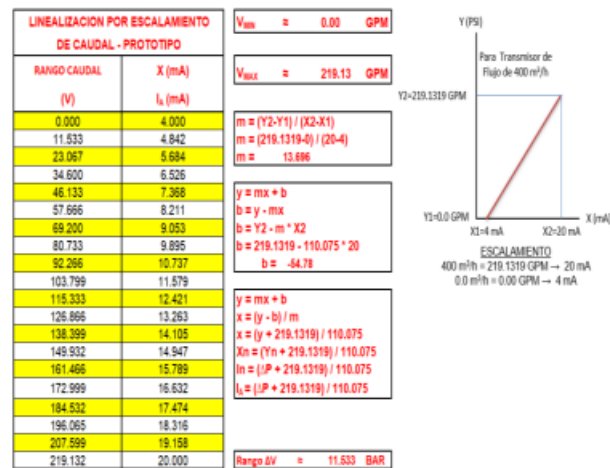 LINEALIZACION POR ESCALAMIENTO
DE CAUDAL - PROTOTIPO
RANGO CAUDAL X (mA)
(V) I_A (mA)
0.000 4.000
11.533 4.842
23.067 5.684
34.600 6.526
46.133 7.368
57.666 8.211
69.200 9.053
80.733 9.895
92.266 10.737
103.799 11.579
115.333 12.421
126.866 13.263
138.399 14.105
149.932 14.947
161.466 15.789
172.999 16.632
184.532 17.474
196.065 18.316
207.599 19.158
219.132 20.000
V_MIN = 0.00 GPM
V_MAX = 219.13 GPM
m = (Y2-Y1) / (X2-X1)
m = (219.1319-0) / (20-4)
m = 13.696
y = mx + b
b = y - mx
b = Y2 - m * X2
b = 219.1319 - 110.075 * 20
b = -54.78
y = mx + b
x = (y - b) / m
x = (y + 219.1319) / 110.075
Xn = (Yn + 219.1319) / 110.075
In = (ΔP + 219.1319) / 110.075
I_A = (ΔP + 219.1319) / 110.075
Rango ΔV = 11.533 BAR
Y (PSI)
Para Transmisor de
Flujo de 400 m³/h
Y2=219.1319 GPM
Y1=0.0 GPM
X (mA)
X1=4 mA X2=20 mA
ESCALAMIENTO
400 m³/h = 219.1319 GPM → 20 mA
0.0 m³/h = 0.00 GPM → 4 mA